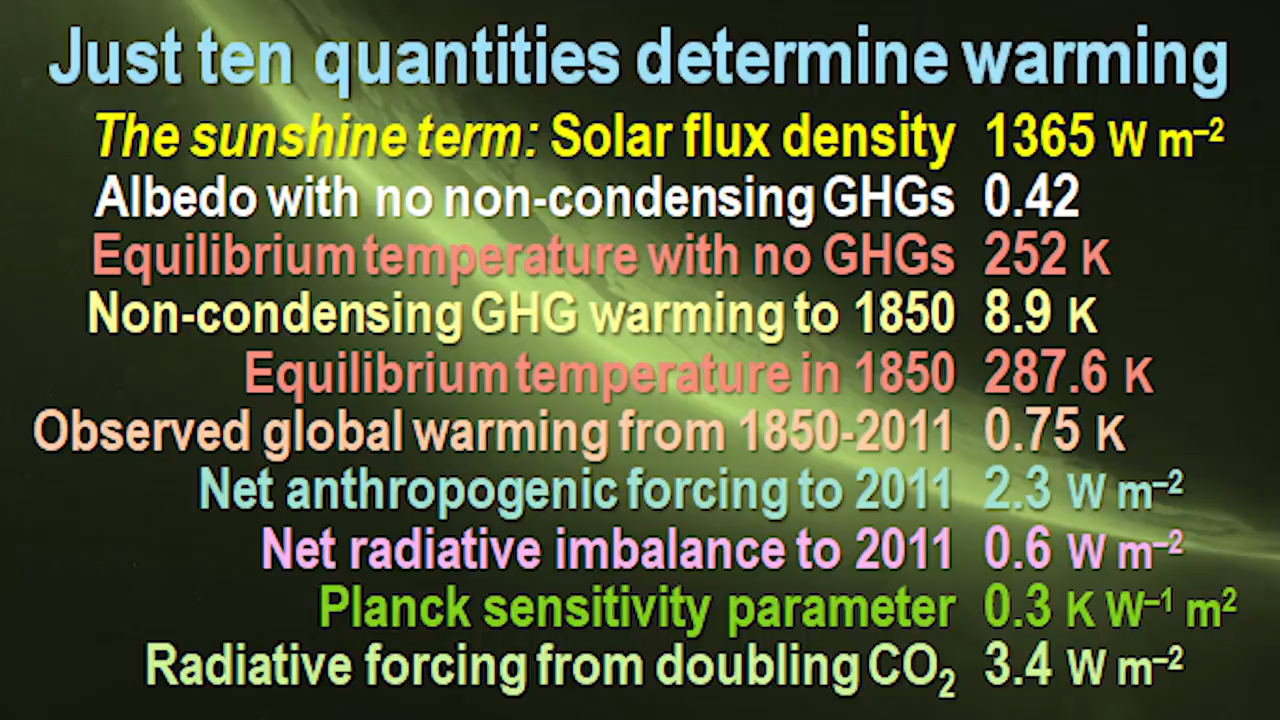 Just ten quantities determine warming
The sunshine term: Solar flux density 1365 W m⁻²
Albedo with no non-condensing GHGs 0.42
Equilibrium temperature with no GHGs 252 K
Non-condensing GHG warming to 1850 8.9 K
Equilibrium temperature in 1850 287.6 K
Observed global warming from 1850-2011 0.75 K
Net anthropogenic forcing to 2011 2.3 W m⁻²
Net radiative imbalance to 2011 0.6 W m⁻²
Planck sensitivity parameter 0.3 K W⁻¹ m²
Radiative forcing from doubling CO₂ 3.4 W m⁻²